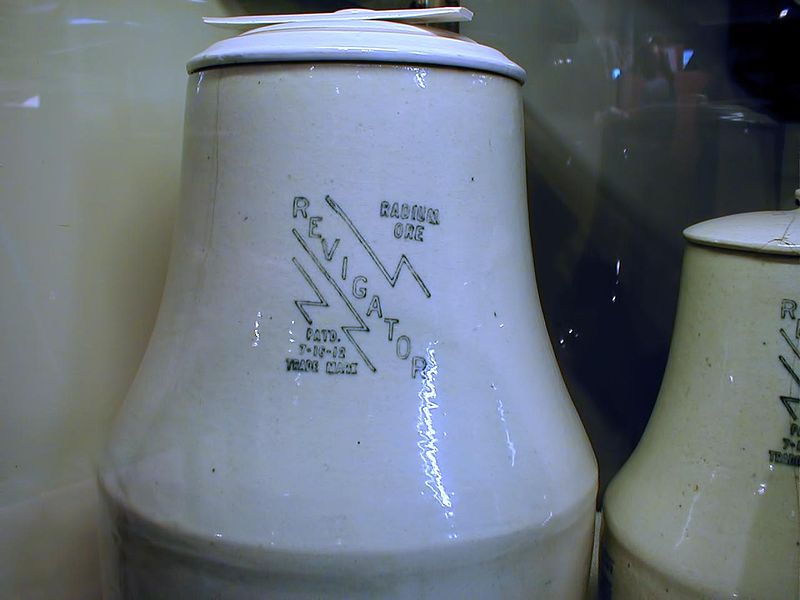 REVIGATOR
RADIUM
ORE
PATD.
7-16-12
TRADE MARK